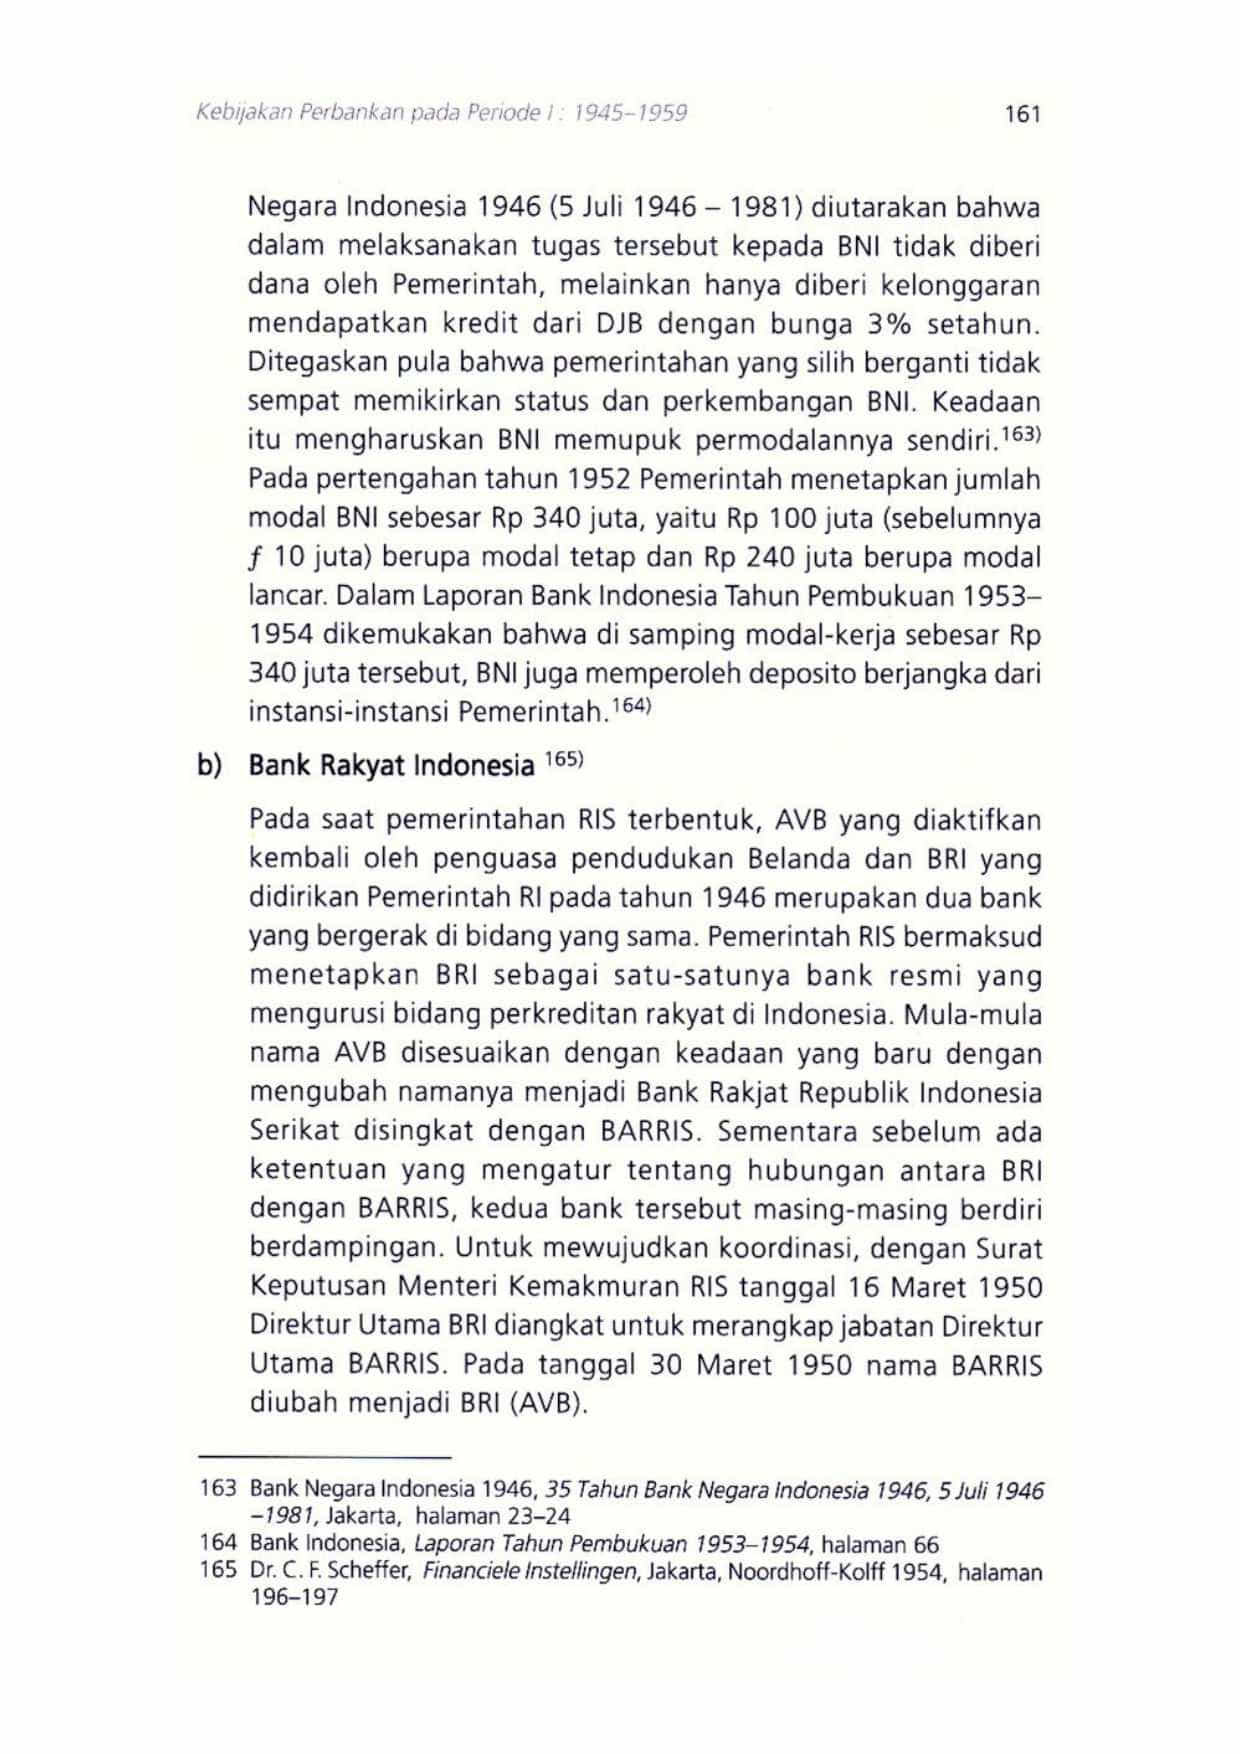 Kebijakan Perbankan pada Periode I : 1945–1959 161
Negara Indonesia 1946 (5 Juli 1946 – 1981) diutarakan bahwa
dalam melaksanakan tugas tersebut kepada BNI tidak diberi
dana oleh Pemerintah, melainkan hanya diberi kelonggaran
mendapatkan kredit dari DJB dengan bunga 3% setahun.
Ditegaskan pula bahwa pemerintahan yang silih berganti tidak
sempat memikirkan status dan perkembangan BNI. Keadaan
itu mengharuskan BNI memupuk permodalannya sendiri.163)
Pada pertengahan tahun 1952 Pemerintah menetapkan jumlah
modal BNI sebesar Rp 340 juta, yaitu Rp 100 juta (sebelumnya
ƒ 10 juta) berupa modal tetap dan Rp 240 juta berupa modal
lancar. Dalam Laporan Bank Indonesia Tahun Pembukuan 1953–
1954 dikemukakan bahwa di samping modal-kerja sebesar Rp
340 juta tersebut, BNI juga memperoleh deposito berjangka dari
instansi-instansi Pemerintah.164)
b) Bank Rakyat Indonesia 165)
Pada saat pemerintahan RIS terbentuk, AVB yang diaktifkan
kembali oleh penguasa pendudukan Belanda dan BRI yang
didirikan Pemerintah RI pada tahun 1946 merupakan dua bank
yang bergerak di bidang yang sama. Pemerintah RIS bermaksud
menetapkan BRI sebagai satu-satunya bank resmi yang
mengurusi bidang perkreditan rakyat di Indonesia. Mula-mula
nama AVB disesuaikan dengan keadaan yang baru dengan
mengubah namanya menjadi Bank Rakjat Republik Indonesia
Serikat disingkat dengan BARRIS. Sementara sebelum ada
ketentuan yang mengatur tentang hubungan antara BRI
dengan BARRIS, kedua bank tersebut masing-masing berdiri
berdampingan. Untuk mewujudkan koordinasi, dengan Surat
Keputusan Menteri Kemakmuran RIS tanggal 16 Maret 1950
Direktur Utama BRI diangkat untuk merangkap jabatan Direktur
Utama BARRIS. Pada tanggal 30 Maret 1950 nama BARRIS
diubah menjadi BRI (AVB).
163 Bank Negara Indonesia 1946, 35 Tahun Bank Negara Indonesia 1946, 5 Juli 1946
–1981, Jakarta, halaman 23–24
164 Bank Indonesia, Laporan Tahun Pembukuan 1953–1954, halaman 66
165 Dr. C. F. Scheffer, Financiele Instellingen, Jakarta, Noordhoff-Kolff 1954, halaman
196–197